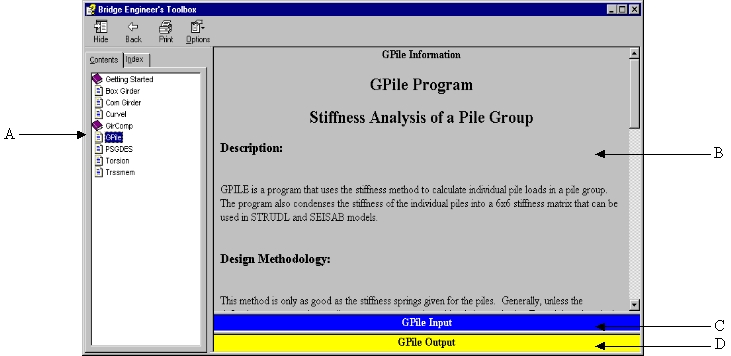 Bridge Engineer's Toolbox
Hide Back Print Options
Contents Index
Getting Started
Box Girder
Com Girder
Curvel
GirComp
GPile
PSGDES
Torsion
Trssmem
GPile Information
GPile Program
Stiffness Analysis of a Pile Group
Description:
GPILE is a program that uses the stiffness method to calculate individual pile loads in a pile group.
The program also condenses the stiffness of the individual piles into a 6x6 stiffness matrix that can be
used in STRUDL and SEISAB models.
Design Methodology:
This method is only as good as the stiffness springs given for the piles. Generally, unless the
GPile Input
GPile Output
A
B
C
D